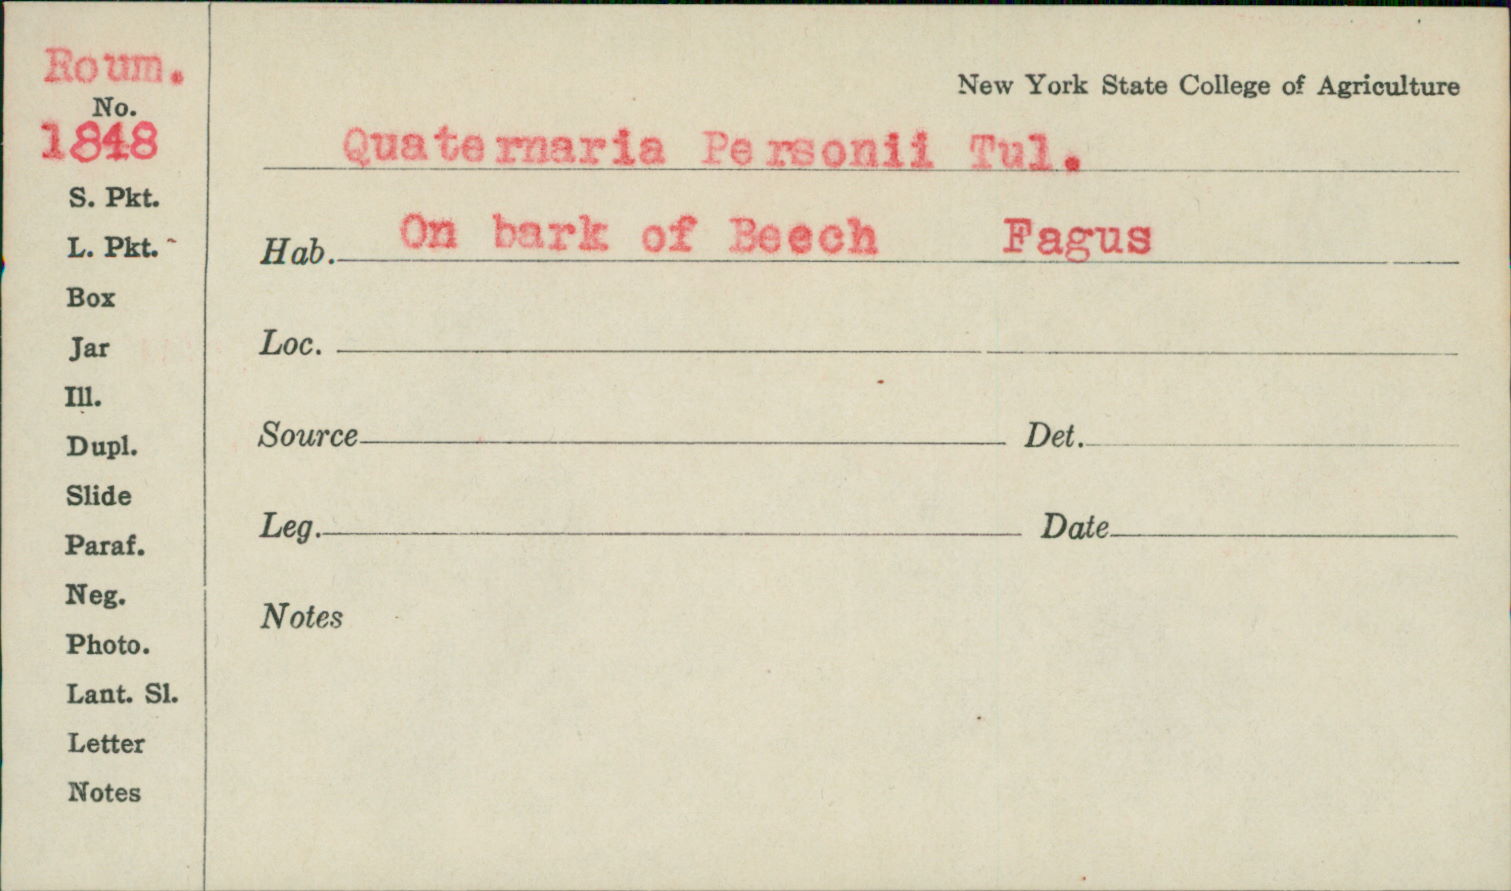 Roum.
No.
1848
S. Pkt.
L. Pkt.
Box
Jar
Ill.
Dupl.
Slide
Paraf.
Neg.
Photo.
Lant. Sl.
Letter
Notes
New York State College of Agriculture
Quaternaria Personii Tul.
Hab. On bark of Beech Fagus
Loc.
Source Det.
Leg. Date
Notes